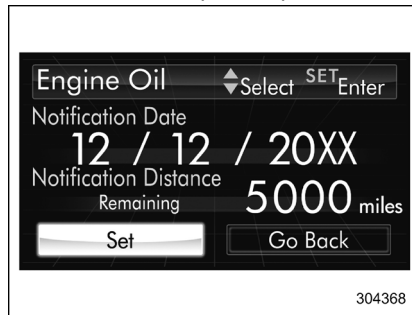 Engine Oil Select SET Enter
Notification Date
12 / 12 / 20XX
Notification Distance
Remaining 5000 miles
Set Go Back
304368